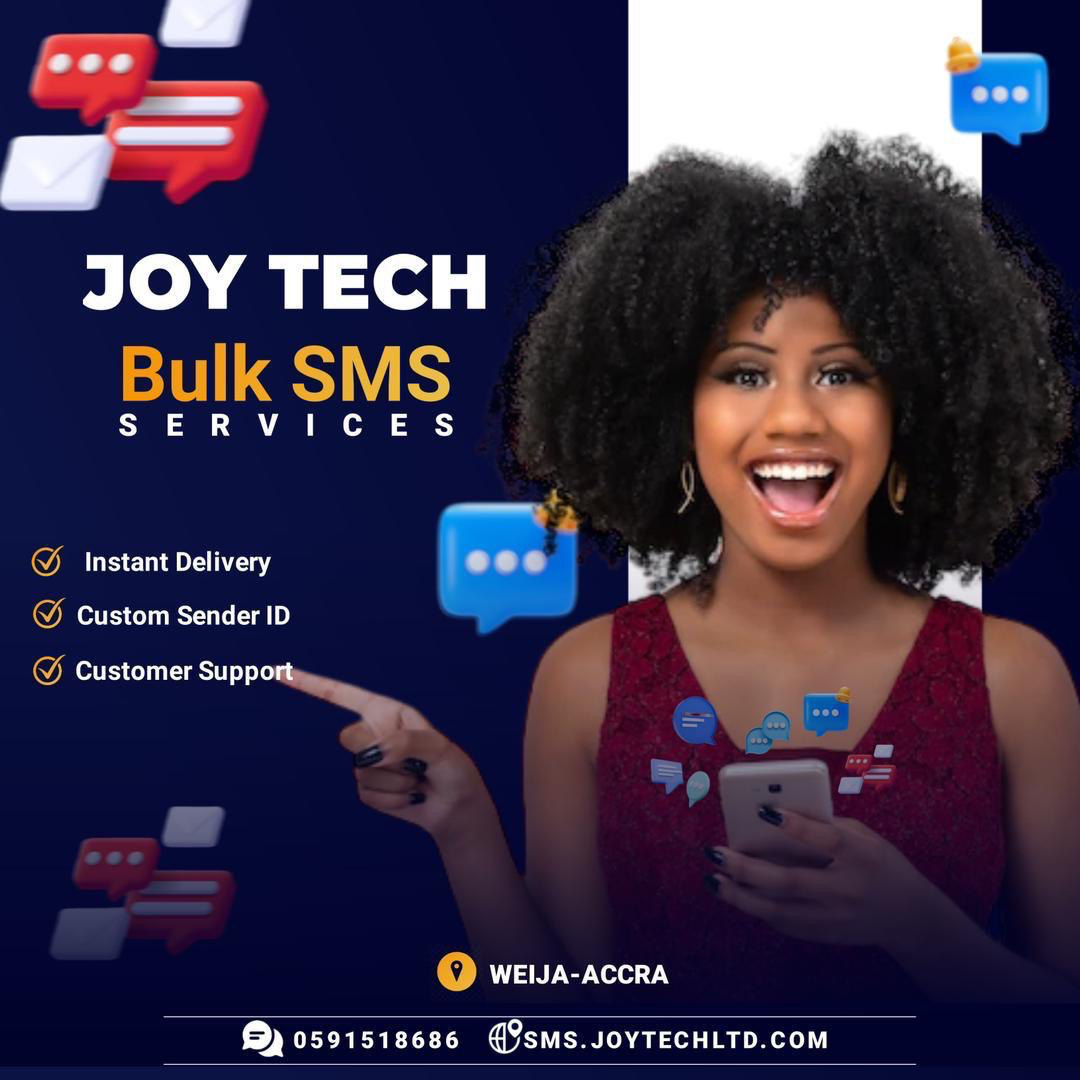 JOY TECH
Bulk SMS
SERVICES
Instant Delivery
Custom Sender ID
Customer Support
WEIJA-ACCRA
0591518686 SMS.JOYTECHLTD.COM